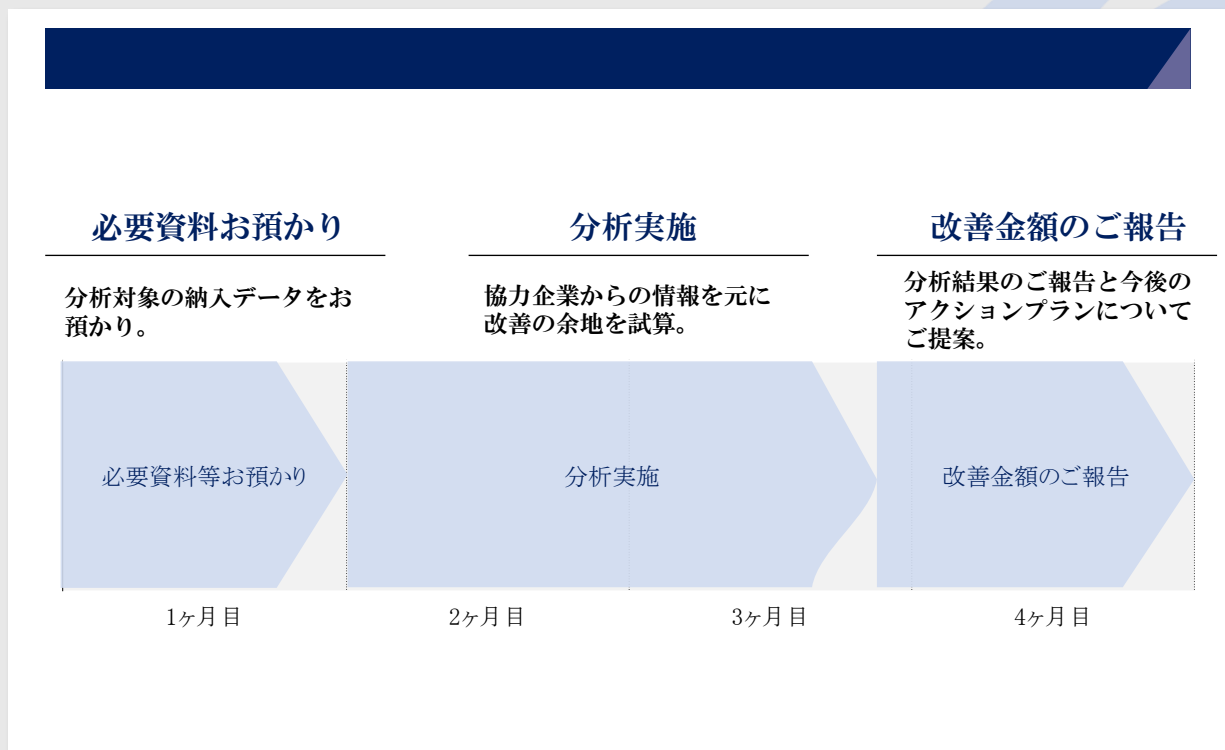 必要資料お預かり
分析対象の納入データをお
預かり。
分析実施
協力企業からの情報を元に
改善の余地を試算。
改善金額のご報告
分析結果のご報告と今後の
アクションプランについて
ご提案。
必要資料等お預かり
分析実施
改善金額のご報告
1ヶ月目
2ヶ月目
3ヶ月目
4ヶ月目